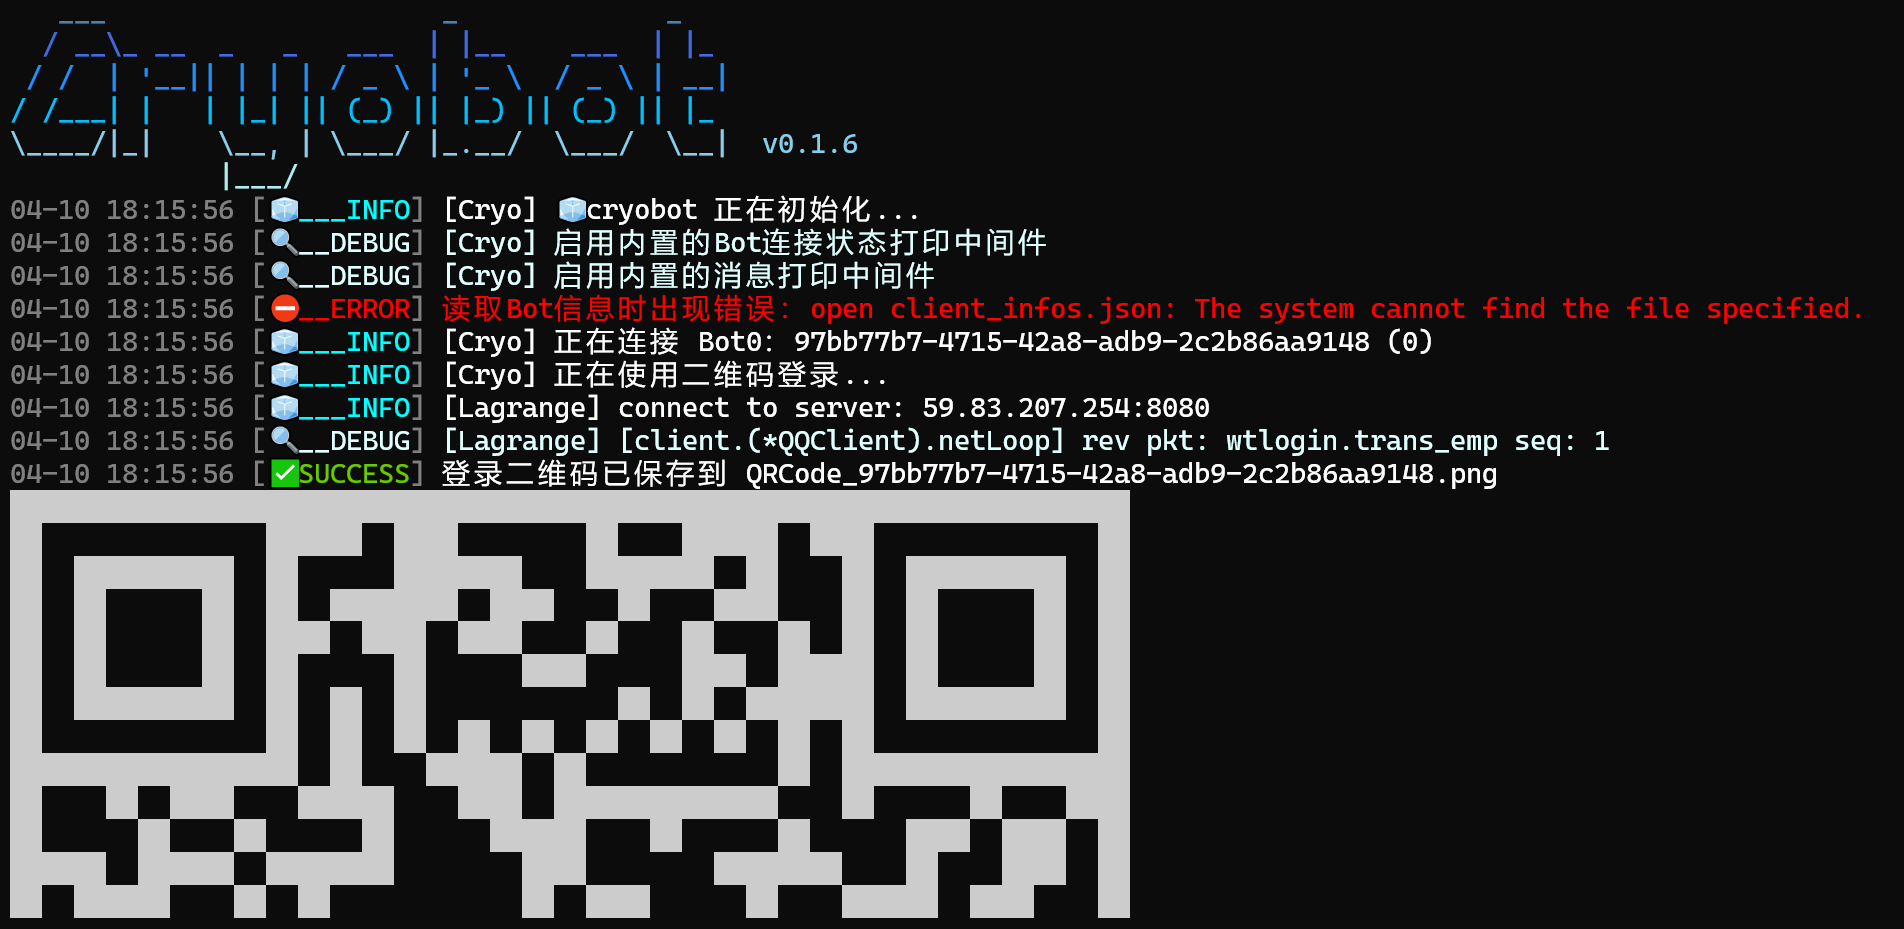 Cryobot v0.1.6
04-10 18:15:56 [🧊___INFO] [Cryo] 🧊cryobot 正在初始化...
04-10 18:15:56 [🔍__DEBUG] [Cryo] 启用内置的Bot连接状态打印中间件
04-10 18:15:56 [🔍__DEBUG] [Cryo] 启用内置的消息打印中间件
04-10 18:15:56 [⛔__ERROR] 读取Bot信息时出现错误: open client_infos.json: The system cannot find the file specified.
04-10 18:15:56 [🧊___INFO] [Cryo] 正在连接 Bot0: 97bb77b7-4715-42a8-adb9-2c2b86aa9148 (0)
04-10 18:15:56 [🧊___INFO] [Cryo] 正在使用二维码登录...
04-10 18:15:56 [🧊___INFO] [Lagrange] connect to server: 59.83.207.254:8080
04-10 18:15:56 [🔍__DEBUG] [Lagrange] [client.(*QQClient).netLoop] rev pkt: wtlogin.trans_emp seq: 1
04-10 18:15:56 [✅SUCCESS] 登录二维码已保存到 QRCode_97bb77b7-4715-42a8-adb9-2c2b86aa9148.png